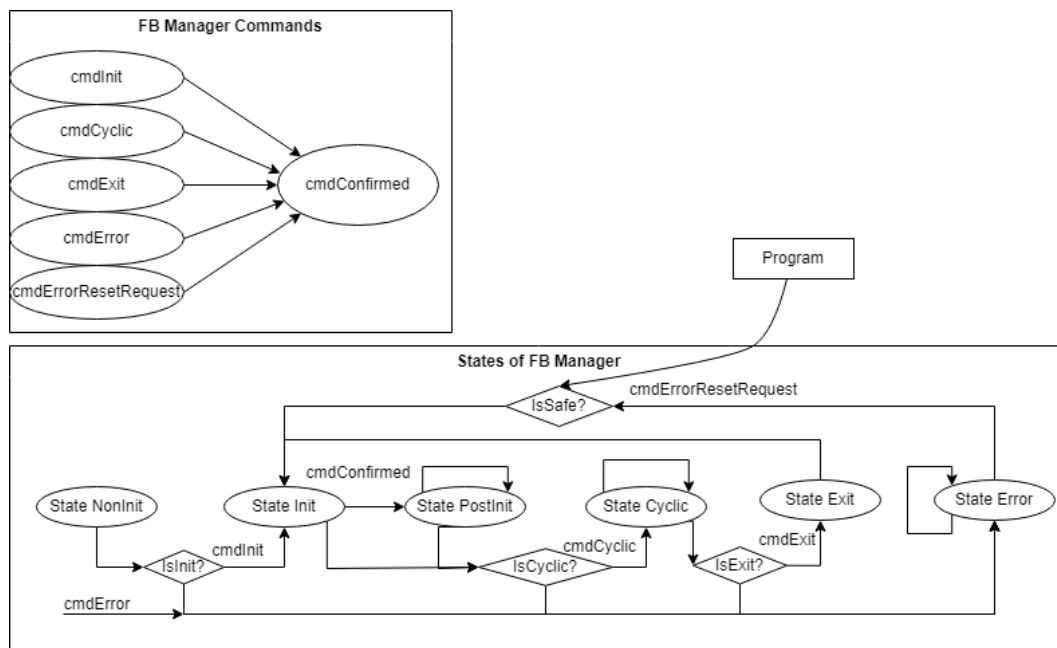 FB Manager Commands
cmdInit
cmdCyclic
cmdExit
cmdError
cmdErrorResetRequest
cmdConfirmed
Program
States of FB Manager
IsSafe?
cmdErrorResetRequest
cmdConfirmed
State NonInit
State Init
State PostInit
State Cyclic
State Exit
State Error
IsInit?
cmdInit
IsCyclic?
cmdCyclic
IsExit?
cmdExit
cmdError